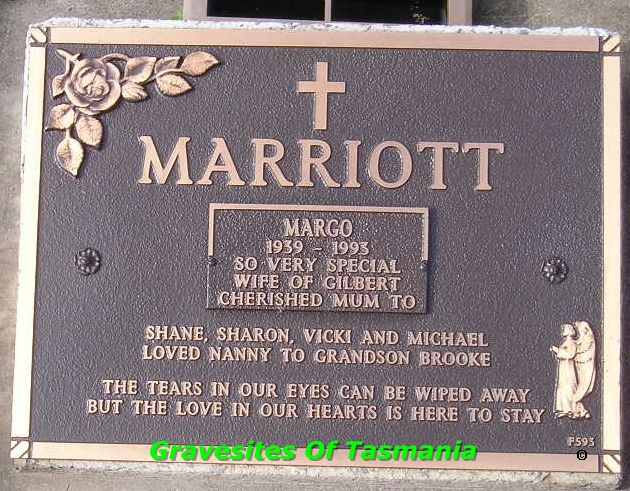 MARRIOTT
MARGO
1939 - 1993
SO VERY SPECIAL
WIFE OF GILBERT
CHERISHED MUM TO
SHANE, SHARON, VICKI AND MICHAEL
LOVED NANNY TO GRANDSON BROOKE
THE TEARS IN OUR EYES CAN BE WIPED AWAY
BUT THE LOVE IN OUR HEARTS IS HERE TO STAY
F593
Gravesites Of Tasmania
©